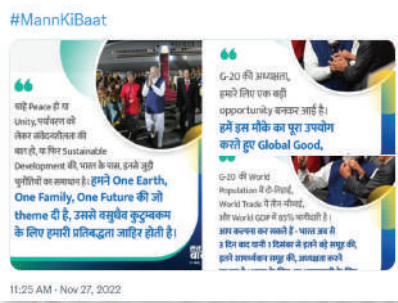 #MannKiBaat
चाहे Peace हो या
Unity, पर्यावरण को
लेकर संवेदनशीलता की
बात हो, या फिर Sustainable
Development की, भारत के पास, इनसे जुड़ी
चुनौतियों का समाधान है। हमने One Earth,
One Family, One Future की जो
theme दी है, उससे वसुधैव कुटुम्बकम
के लिए हमारी प्रतिबद्धता जाहिर होती है।
G-20 की अध्यक्षता,
हमारे लिए एक बड़ी
opportunity बनकर आई है।
हमें इस मौके का पूरा उपयोग
करते हुए Global Good,
G-20 की World
Population में दो-तिहाई,
World Trade में तीन-चौथाई,
और World GDP में 85% भागीदारी है।
आप कल्पना कर सकते हैं - भारत अब से
3 दिन बाद यानी 1 दिसंबर से इतने बड़े समूह की,
इतने सामर्थ्यवान समूह की, अध्यक्षता करने
11:25 AM · Nov 27, 2022